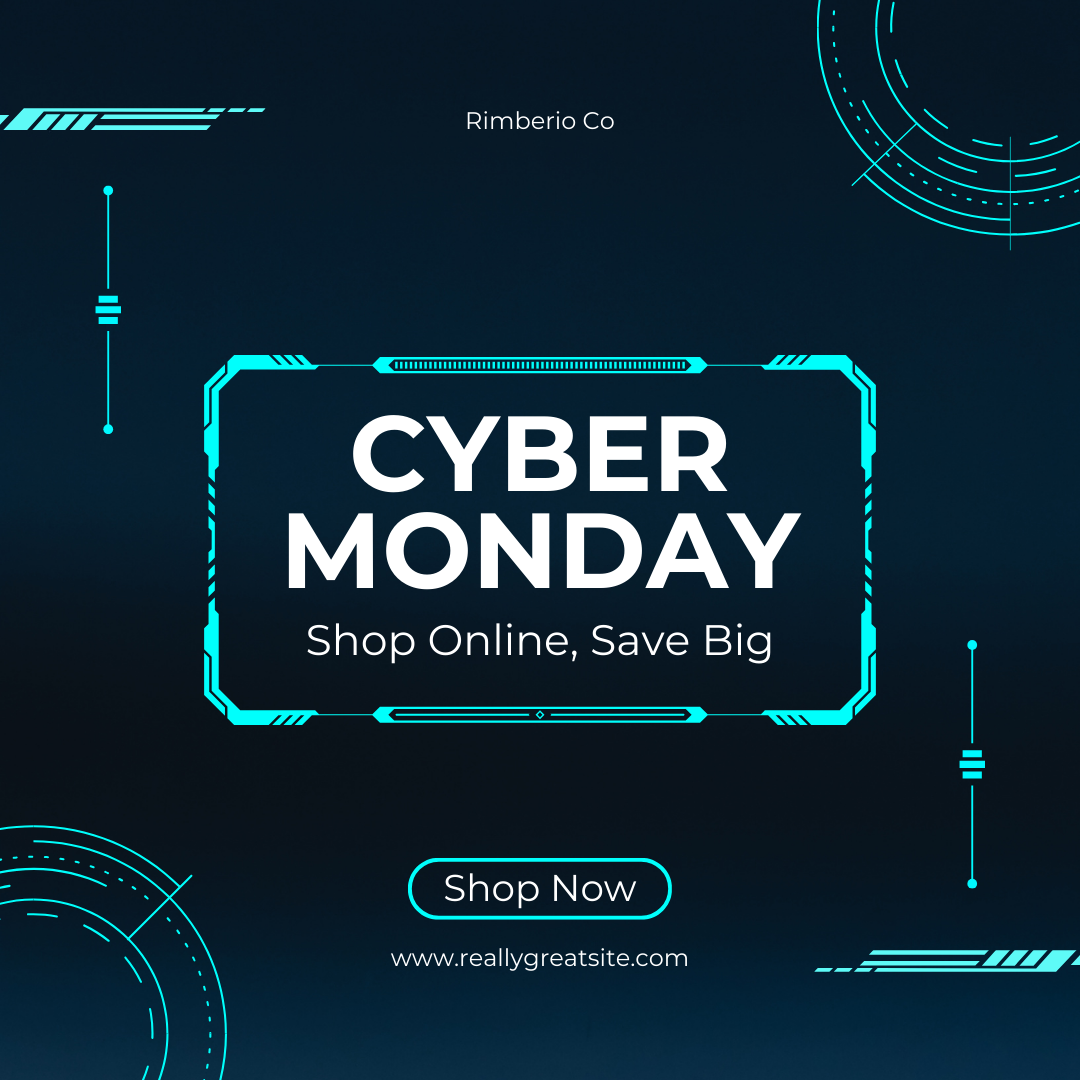 Rimberio Co
CYBER
MONDAY
Shop Online, Save Big
Shop Now
www.reallygreatsite.com